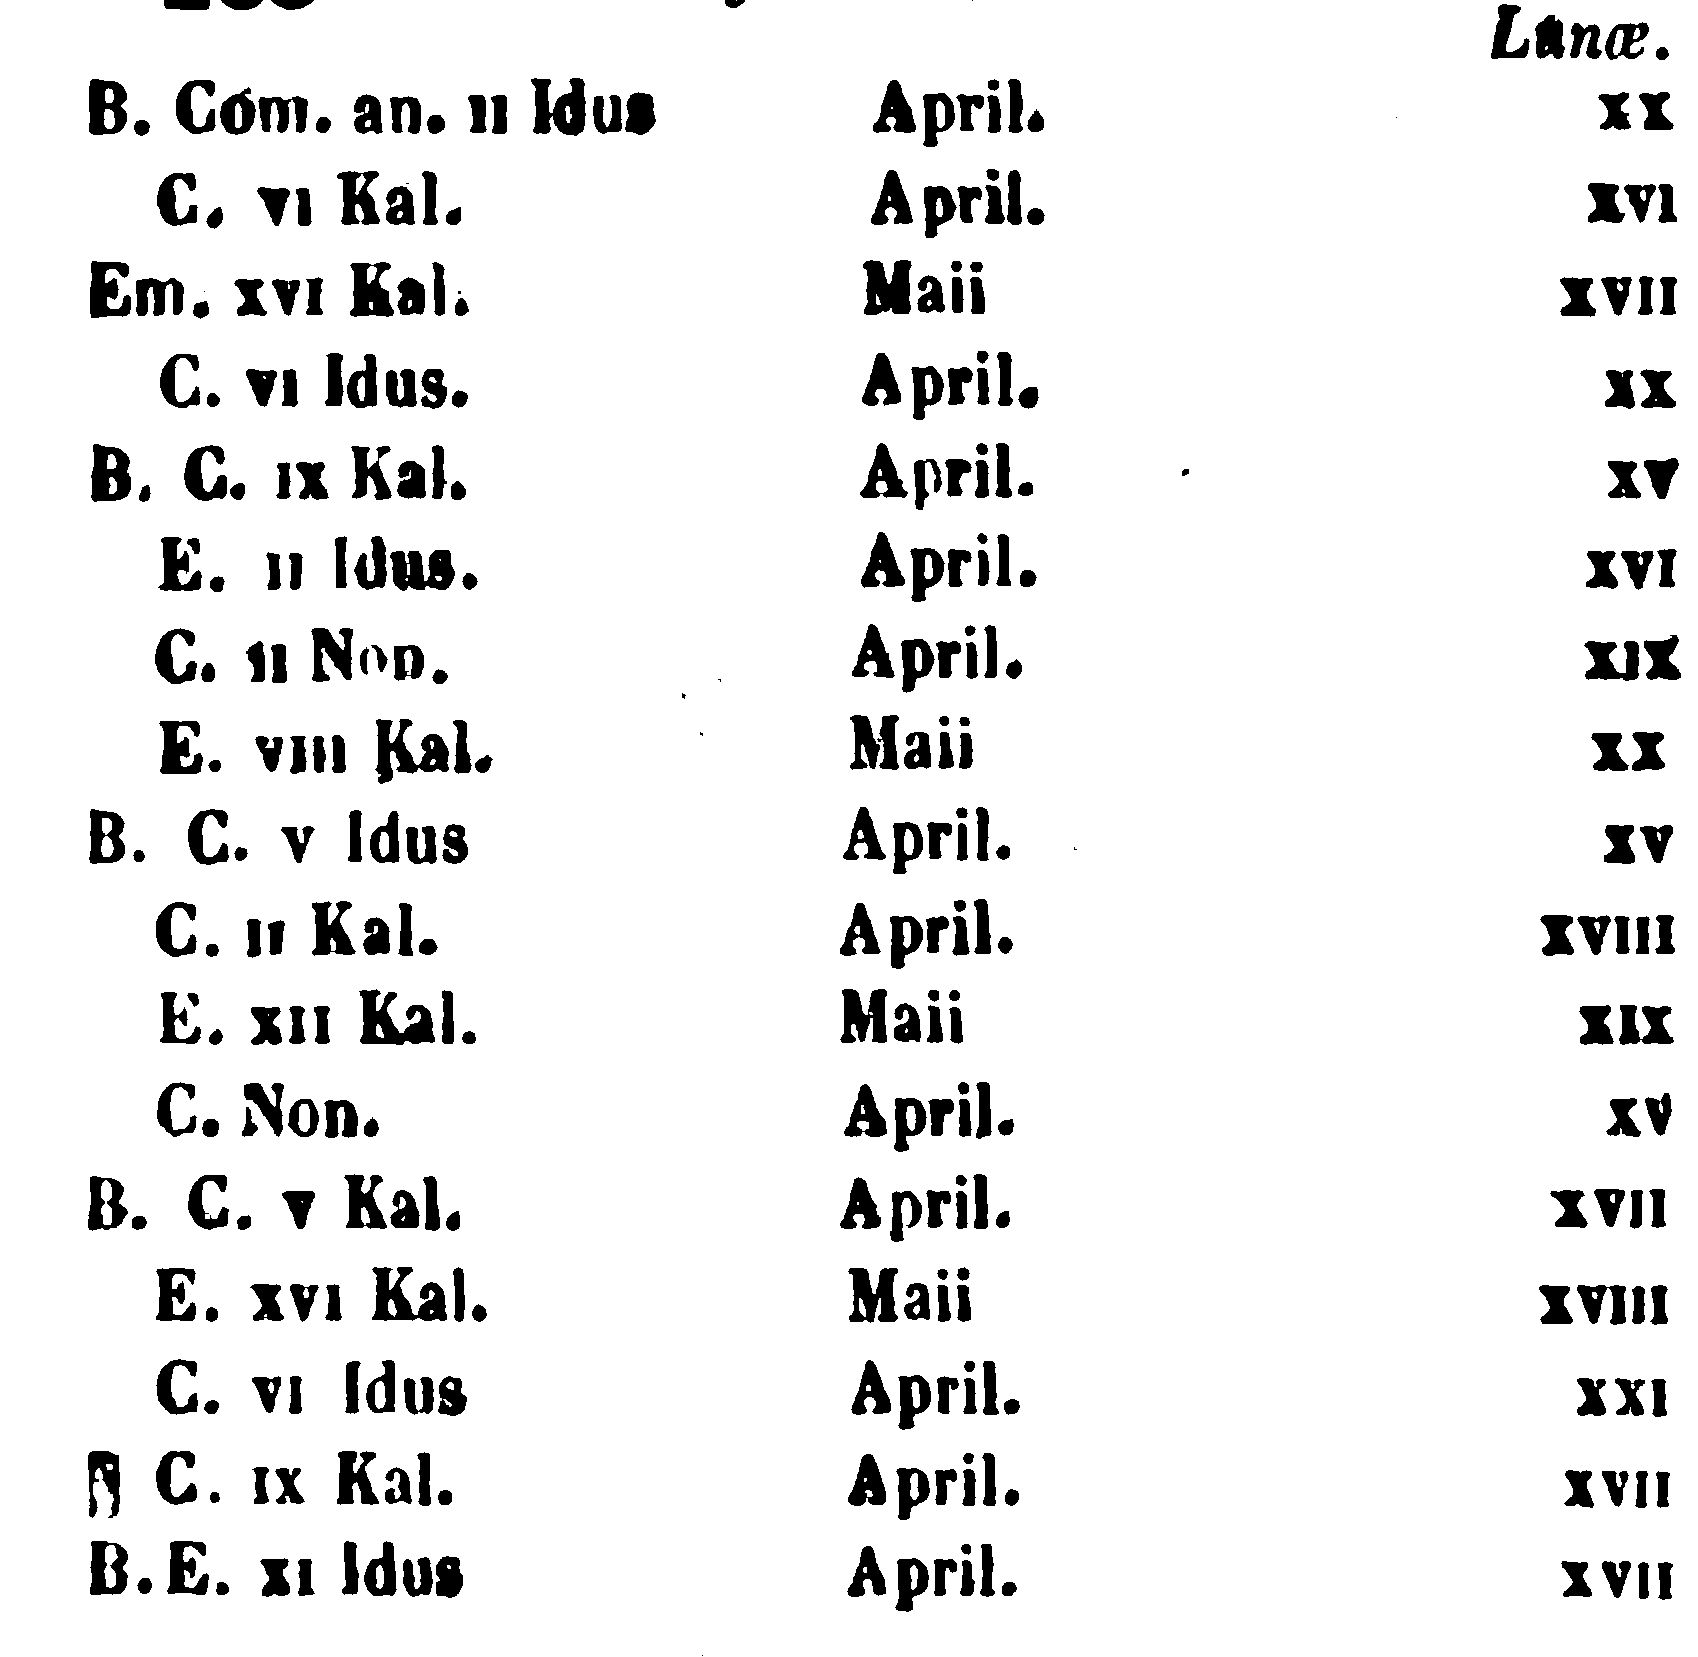 Lunæ.
B. Com. an. II Idus April. XX
C. VI Kal. April. XVI
Em. XVI Kal. Maii XVII
C. VI Idus. April. XX
B. C. IX Kal. April. XV
E. II Idus. April. XVI
C. II Non. April. XIX
E. VIII Kal. Maii XX
B. C. V Idus April. XV
C. II Kal. April. XVIII
E. XII Kal. Maii XIX
C. Non. April. XV
B. C. V Kal. April. XVII
E. XVI Kal. Maii XVIII
C. VI Idus April. XXI
C. IX Kal. April. XVII
B. E. XI Idus April. XVII